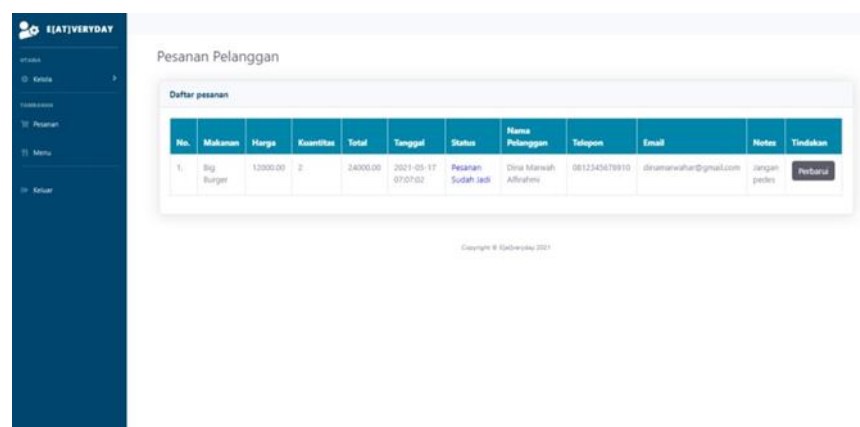 E[AT]VERYDAY
UTAMA
Kelola
TAMBAHAN
Pesanan
Menu
Keluar
Pesanan Pelanggan
Daftar pesanan
No. Makanan Harga Kuantitas Total Tanggal Status Nama Pelanggan Telepon Email Notes Tindakan
1. Big Burger 12000.00 2 24000.00 2021-05-17 07:07:02 Pesanan Sudah Jadi Dina Marwah Alfirahmi 0812345678910 dinamarwahar@gmail.com Jangan pedes Perbarui
Copyright © E[at]veryday 2021